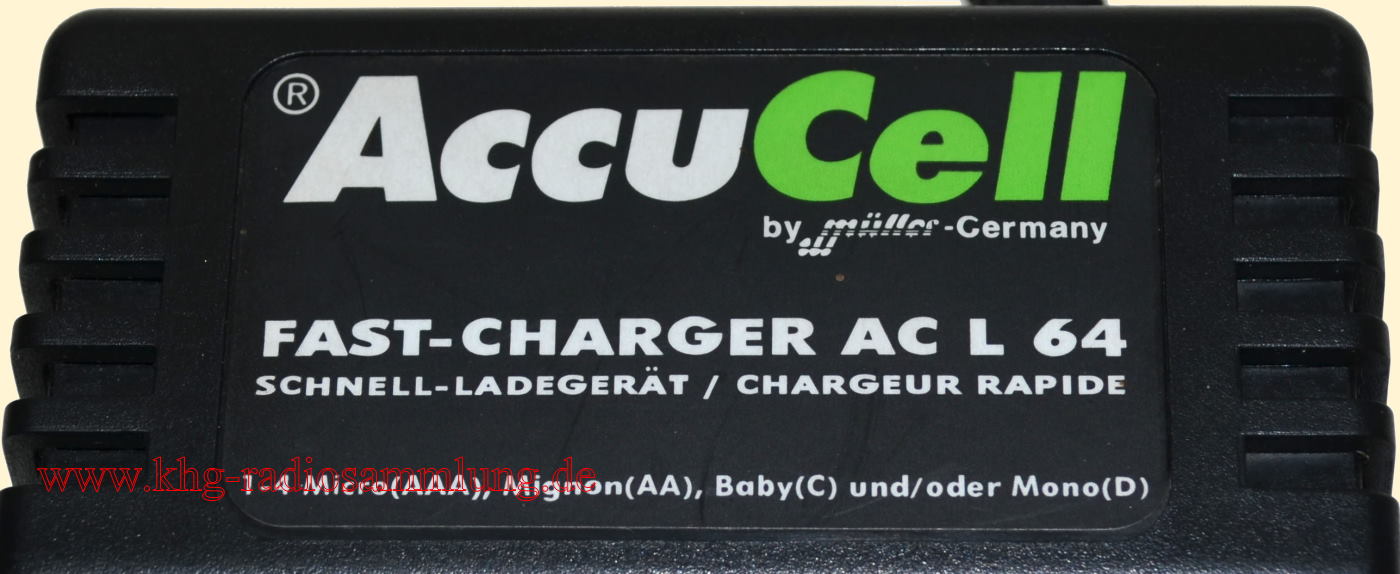 ® AccuCell
by müller-Germany
FAST-CHARGER AC L 64
SCHNELL-LADEGERÄT / CHARGEUR RAPIDE
1-4 Micro(AAA), Mignon(AA), Baby(C) und/oder Mono(D)
www.khg-radiosammlung.de